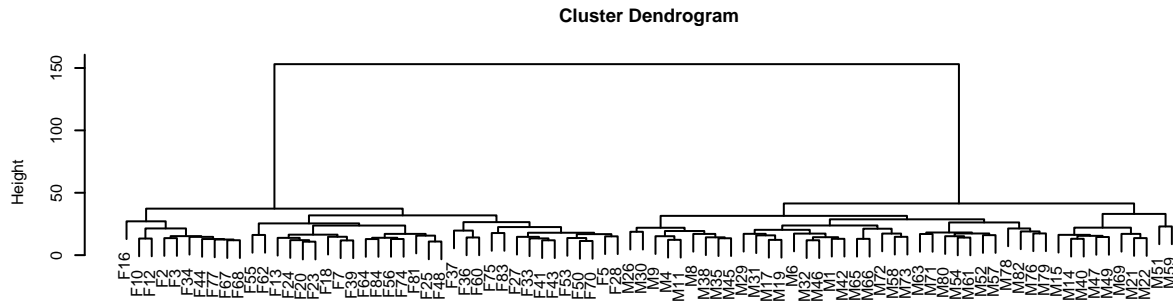 Cluster Dendrogram
Height
0
50
100
150
F16
F10
F12
F2
F3
F34
F44
F77
F67
F68
F55
F62
F13
F24
F20
F23
F18
F7
F39
F64
F84
F56
F74
F81
F25
F48
F37
F36
F60
F75
F83
F27
F33
F41
F43
F53
F50
F70
F5
F28
M26
M30
M9
M4
M11
M8
M38
M35
M45
M29
M31
M17
M19
M6
M32
M46
M1
M42
M65
M66
M72
M58
M73
M63
M71
M80
M54
M61
M52
M57
M78
M82
M76
M79
M15
M14
M40
M47
M49
M69
M21
M22
M51
M59